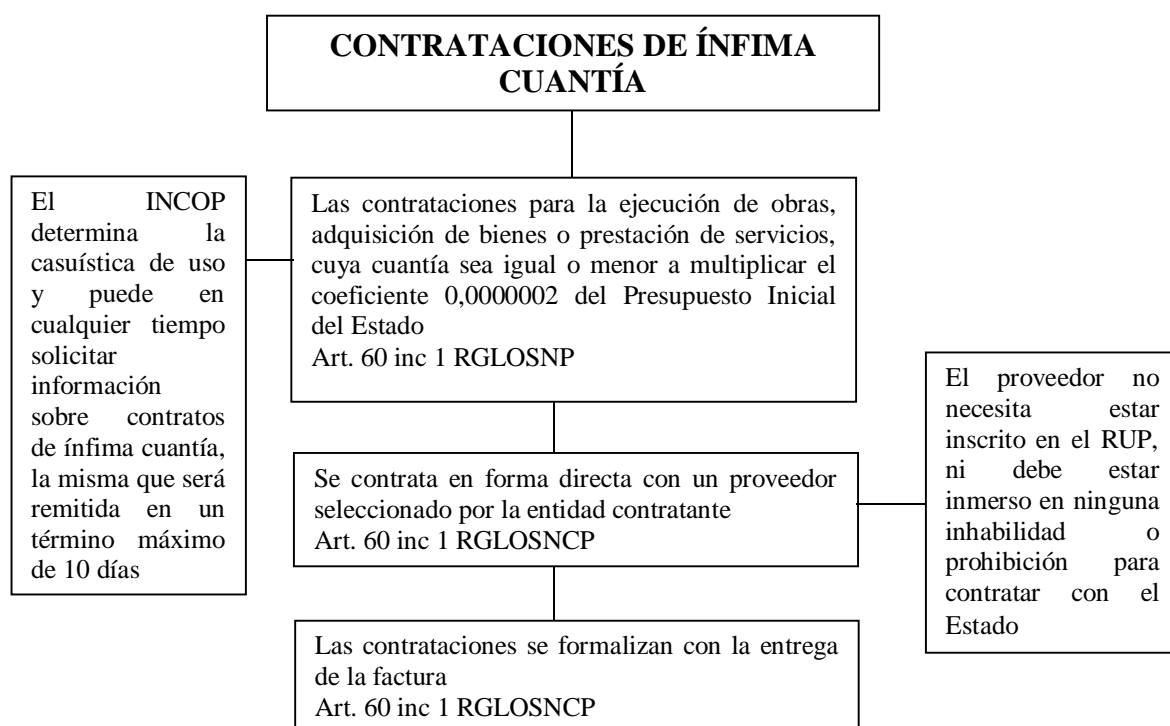 CONTRATACIONES DE ÍNFIMA
CUANTÍA
El INCOP
determina la
casuística de uso
y puede en
cualquier tiempo
solicitar
información
sobre contratos
de ínfima cuantía,
la misma que será
remitida en un
término máximo
de 10 días
Las contrataciones para la ejecución de obras,
adquisición de bienes o prestación de servicios,
cuya cuantía sea igual o menor a multiplicar el
coeficiente 0,0000002 del Presupuesto Inicial
del Estado
Art. 60 inc 1 RGLOSNP
Se contrata en forma directa con un proveedor
seleccionado por la entidad contratante
Art. 60 inc 1 RGLOSNCP
El proveedor no
necesita estar
inscrito en el RUP,
ni debe estar
inmerso en ninguna
inhabilidad o
prohibición para
contratar con el
Estado
Las contrataciones se formalizan con la entrega
de la factura
Art. 60 inc 1 RGLOSNCP